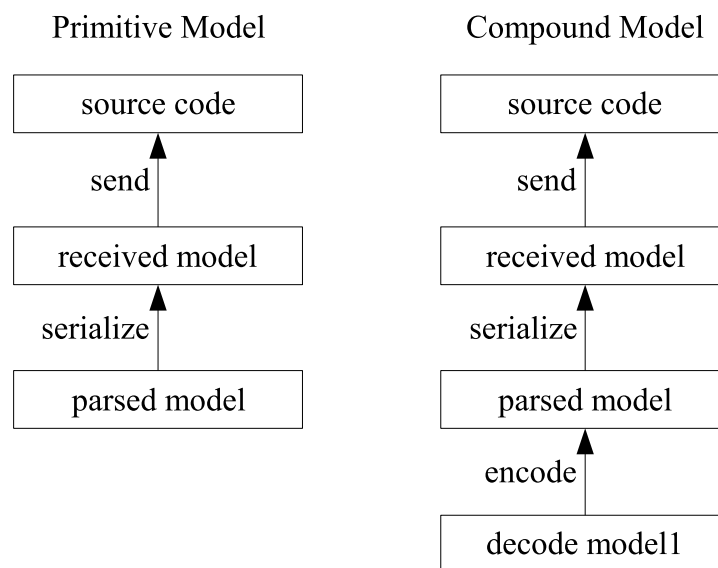 Primitive Model
source code
send
received model
serialize
parsed model
Compound Model
source code
send
received model
serialize
parsed model
encode
decode model1